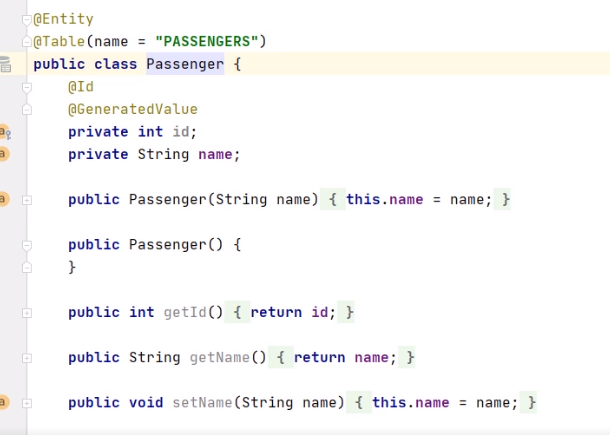 @Entity
@Table(name = "PASSENGERS")
public class Passenger {
@Id
@GeneratedValue
private int id;
private String name;
public Passenger(String name) { this.name = name; }
public Passenger() {
}
public int getId() { return id; }
public String getName() { return name; }
public void setName(String name) { this.name = name; }